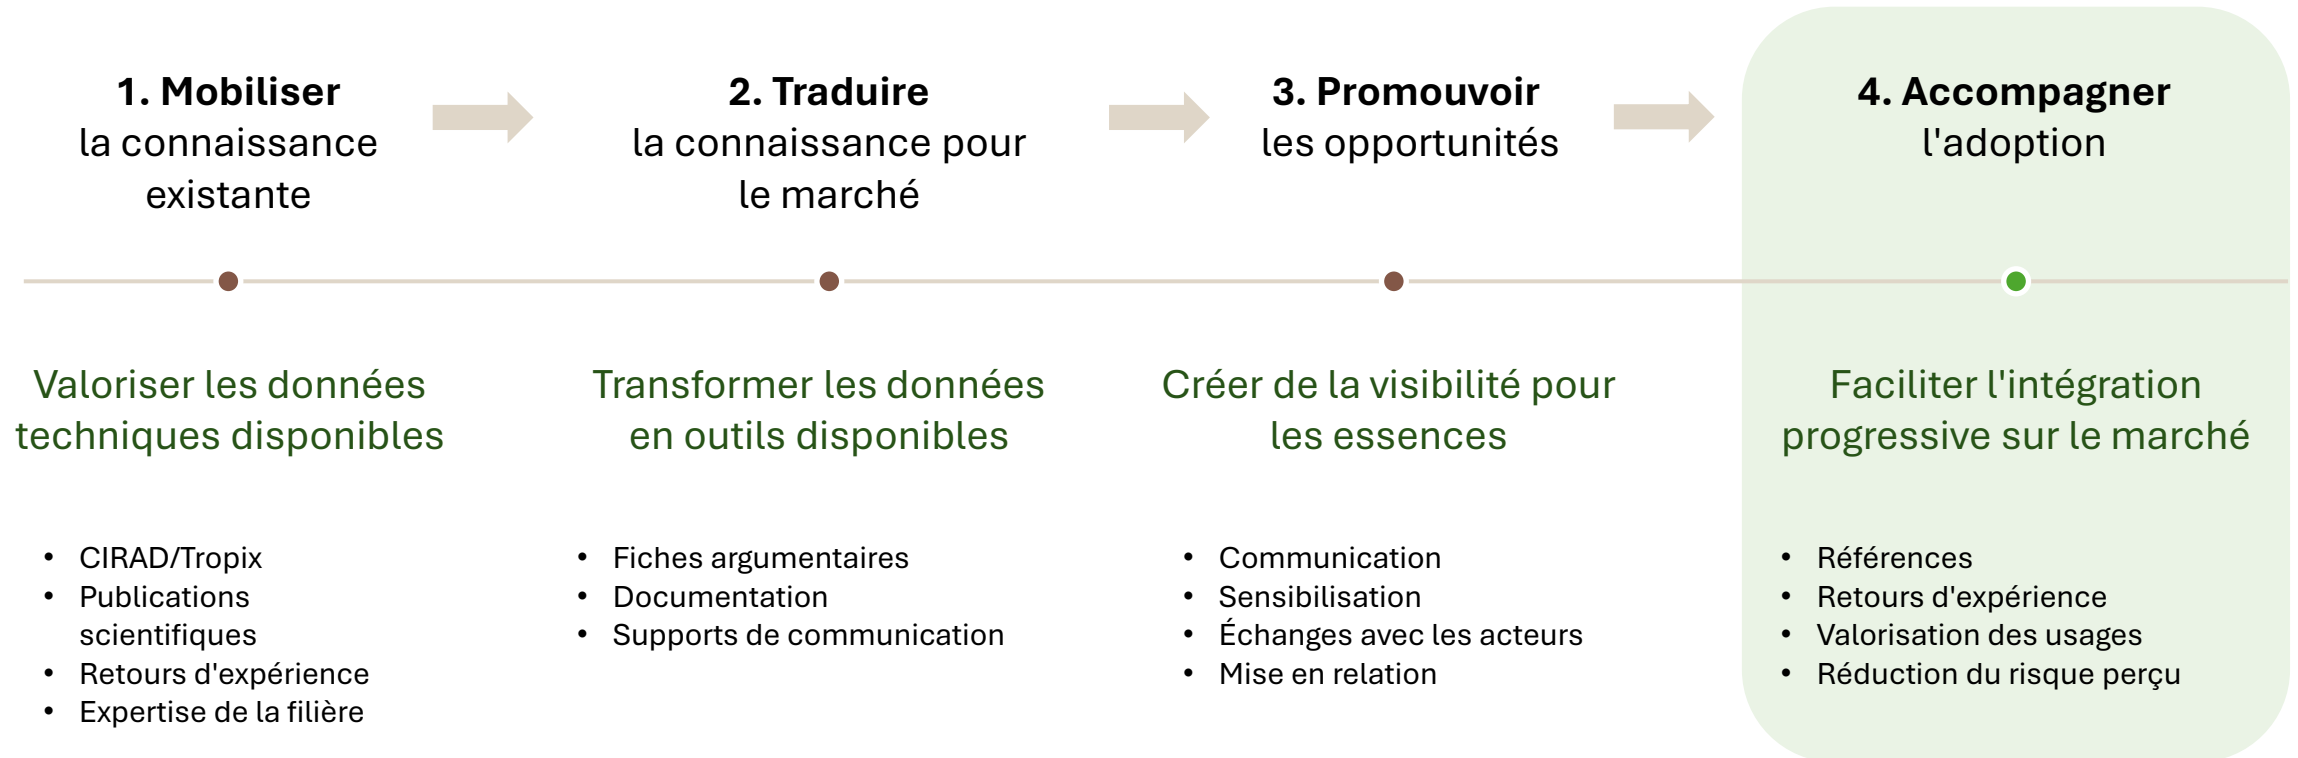 1. Mobiliser
la connaissance
existante
2. Traduire
la connaissance pour
le marché
3. Promouvoir
les opportunités
4. Accompagner
l'adoption
Valoriser les données
techniques disponibles
Transformer les données
en outils disponibles
Créer de la visibilité pour
les essences
Faciliter l'intégration
progressive sur le marché
• CIRAD/Tropix
• Publications
scientifiques
• Retours d'expérience
• Expertise de la filière
• Fiches argumentaires
• Documentation
• Supports de communication
• Communication
• Sensibilisation
• Échanges avec les acteurs
• Mise en relation
• Références
• Retours d'expérience
• Valorisation des usages
• Réduction du risque perçu